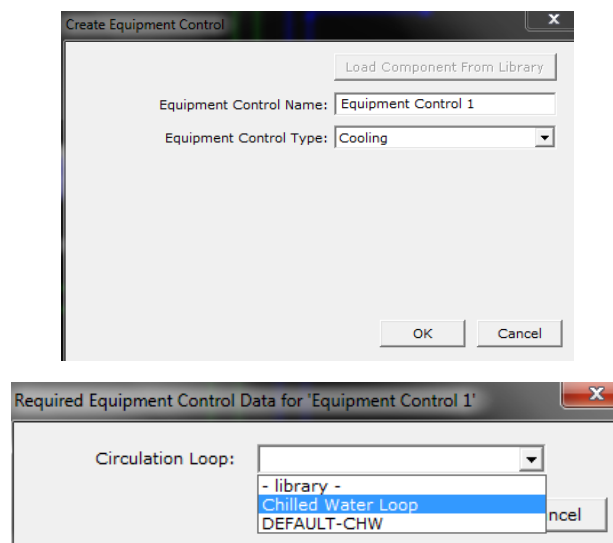 Create Equipment Control
x
Load Component From Library
Equipment Control Name: Equipment Control 1
Equipment Control Type: Cooling
OK Cancel
Required Equipment Control Data for 'Equipment Control 1'
x
Circulation Loop:
- library -
Chilled Water Loop
DEFAULT-CHW
ncel